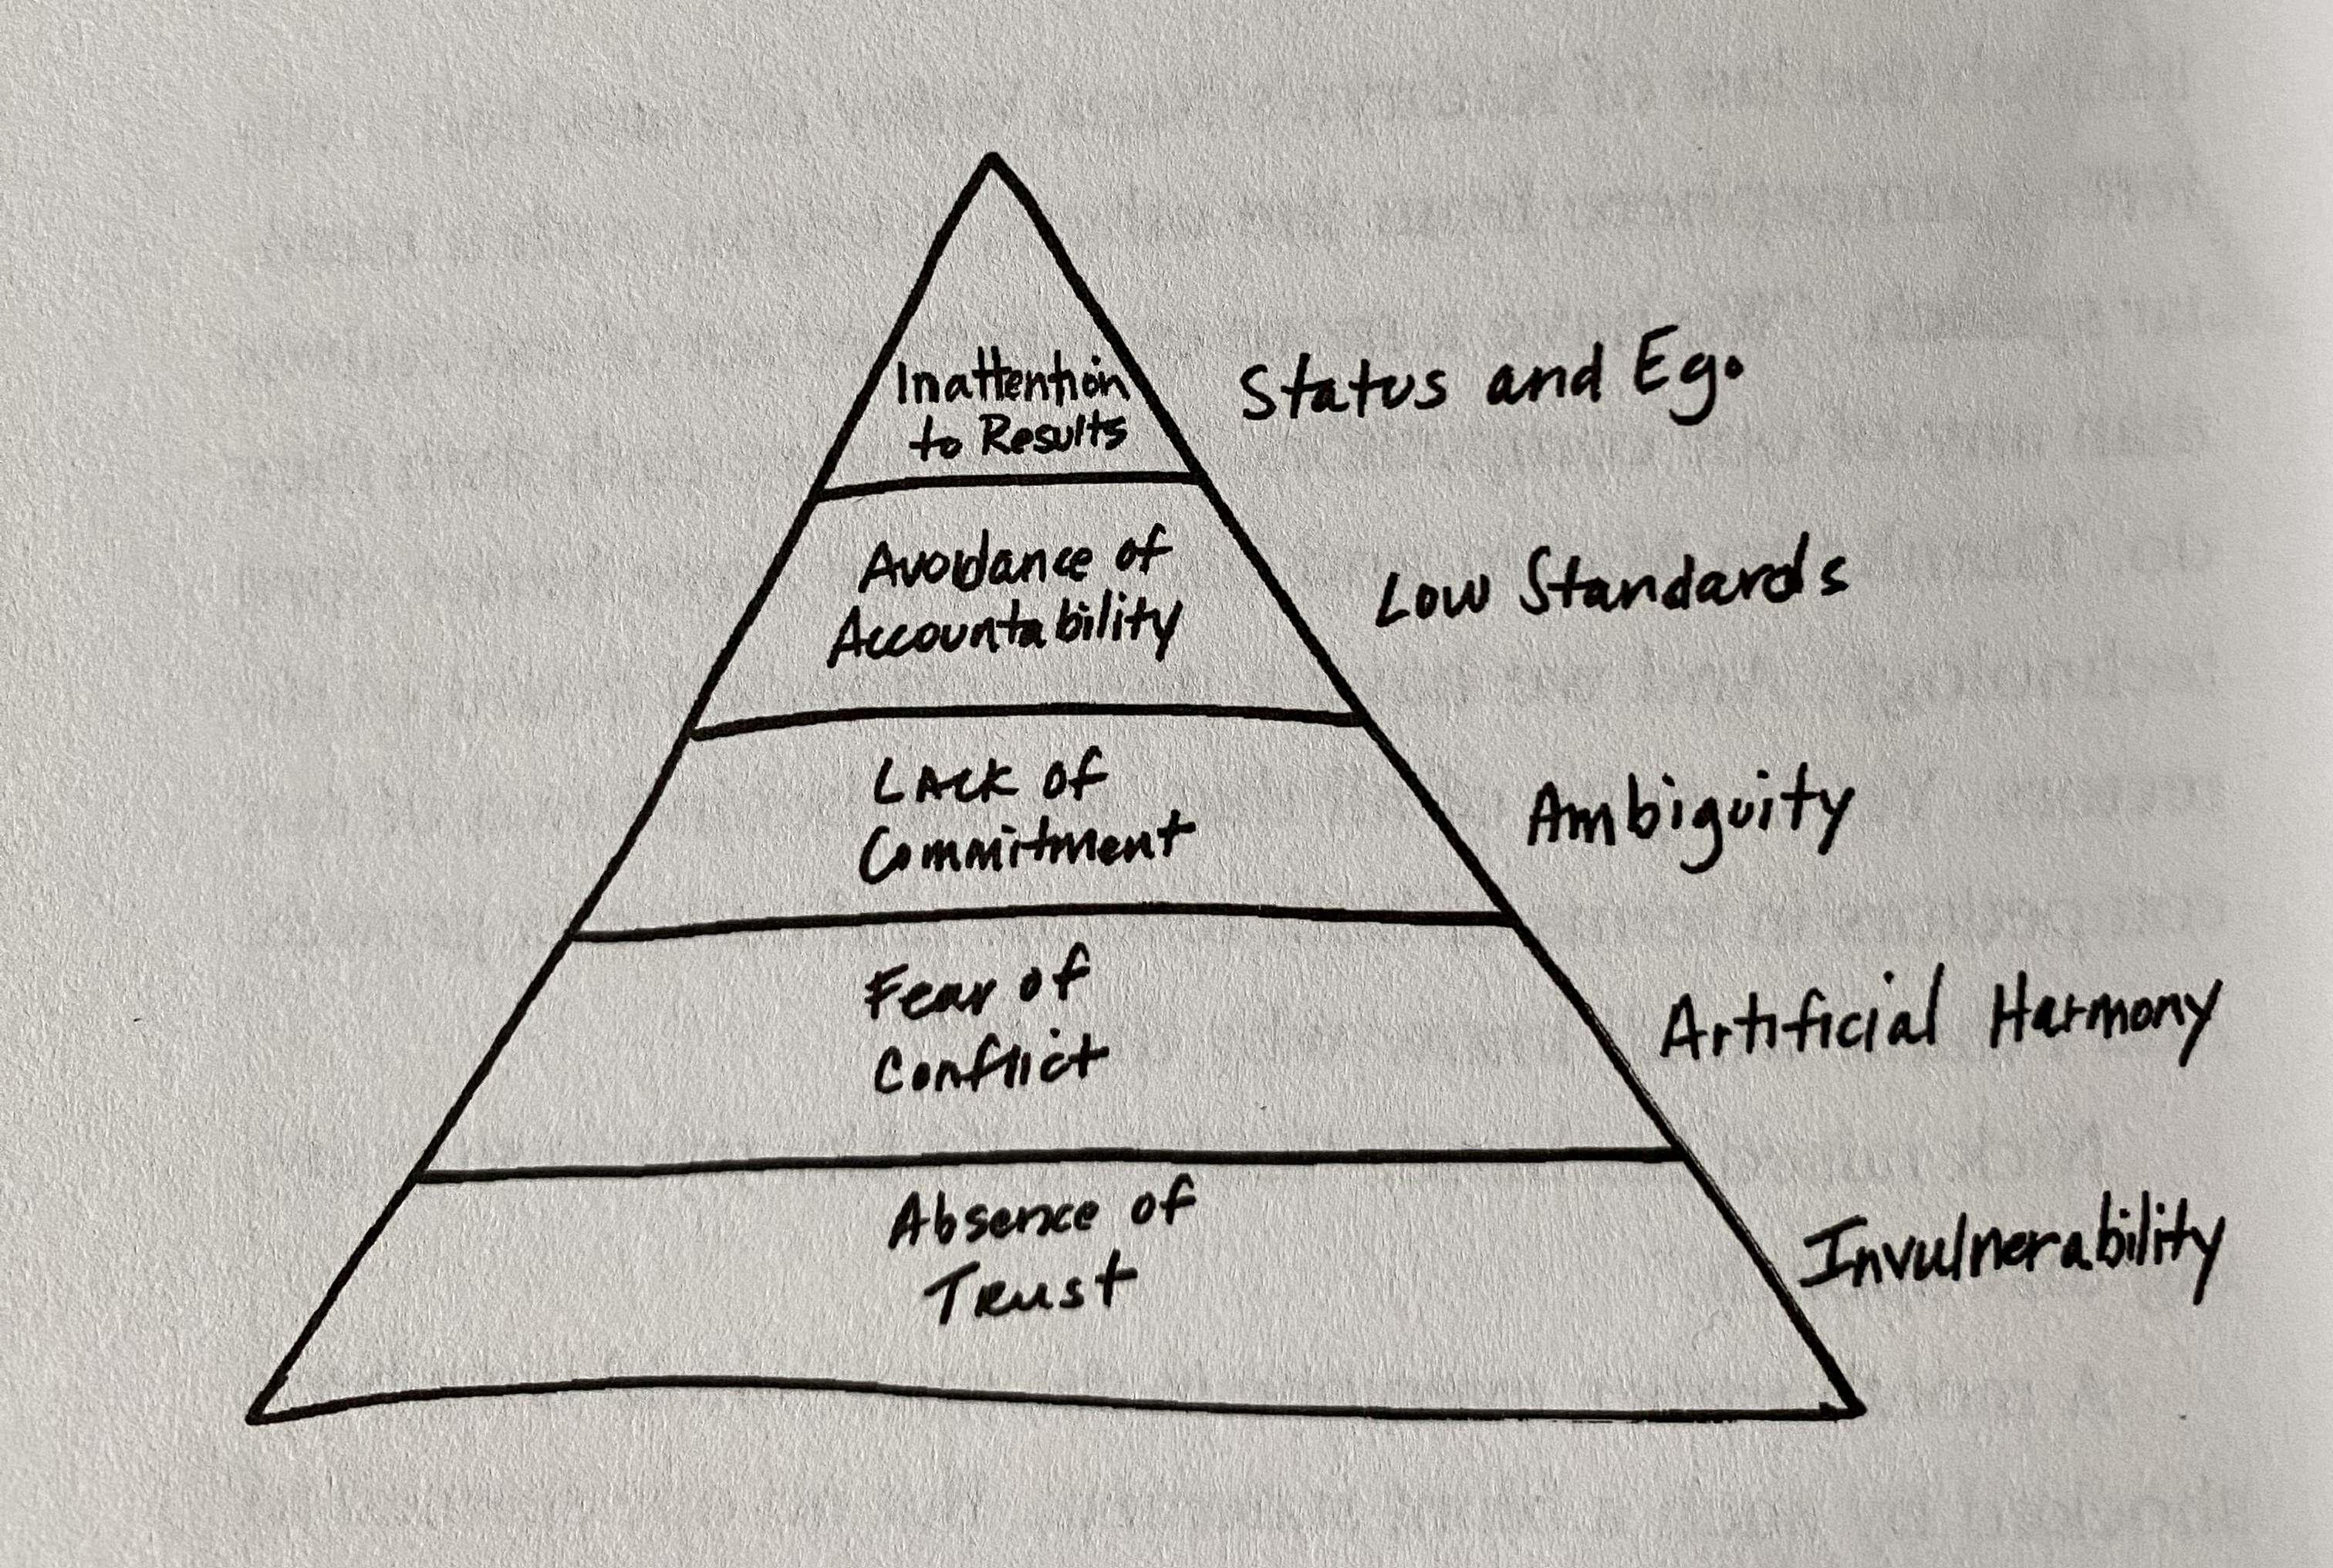 Inattention
to Results
Status and Ego
Avoidance of
Accountability
Low Standards
Lack of
Commitment
Ambiguity
Fear of
Conflict
Artificial Harmony
Absence of
Trust
Invulnerability